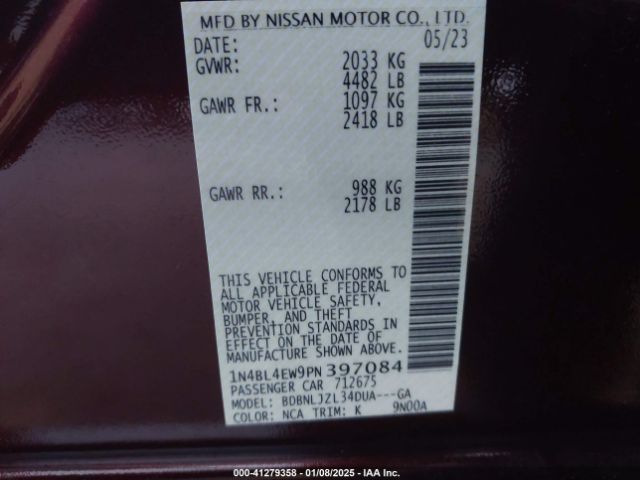 MFD BY NISSAN MOTOR CO., LTD.
DATE: 05/23
GVWR: 2033 KG
4482 LB
GAWR FR.: 1097 KG
2418 LB
GAWR RR.: 988 KG
2178 LB
THIS VEHICLE CONFORMS TO
ALL APPLICABLE FEDERAL
MOTOR VEHICLE SAFETY,
BUMPER, AND THEFT
PREVENTION STANDARDS IN
EFFECT ON THE DATE OF
MANUFACTURE SHOWN ABOVE.
1N4BL4EW9PN397084
PASSENGER CAR 712675
MODEL: BDBNLJZL34DUA---GA
COLOR: NCA TRIM: K 9N00A
000-41279358 - 01/08/2025 - IAA Inc.